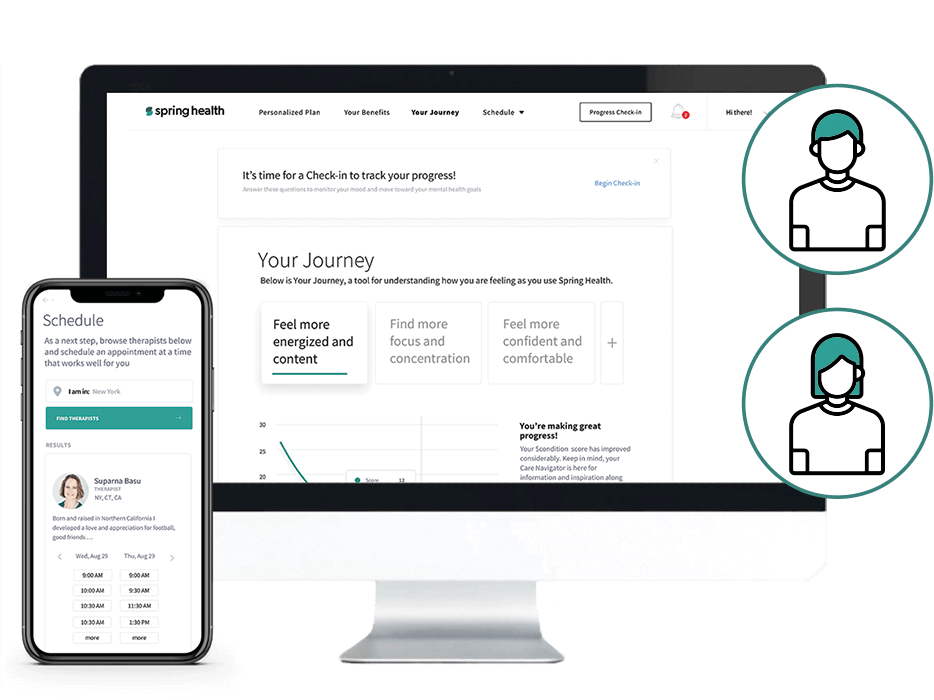 spring health
Personalized Plan
Your Benefits
Your Journey
Schedule
Progress Check-in
2
Hi there!
It's time for a Check-in to track your progress!
Answer these questions to monitor your mood and move toward your mental health goals
Begin Check-in
Your Journey
Below is Your Journey, a tool for understanding how you are feeling as you use Spring Health.
Feel more
energized and
content
Find more
focus and
concentration
Feel more
confident and
comfortable
+
30
25
20
Score 12
You're making great
progress!
Your Scondition score has improved
considerably. Keep in mind, your
Care Navigator is here for
information and inspiration along
Schedule
As a next step, browse therapists below
and schedule an appointment at a time
that works well for you
I am in: New York
FIND THERAPISTS
RESULTS
Suparna Basu
THERAPIST
NY, CT, CA
Born and raised in Northern California I
developed a love and appreciation for football,
good friends ...
Wed, Aug 29 Thu, Aug 29
9:00 AM 9:00 AM
10:00 AM 9:30 AM
10:30 AM 11:30 AM
10:30 AM 1:30 PM
more more